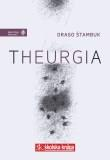 DRAGO ŠTAMBUK
THEURGIA
školska knjiga